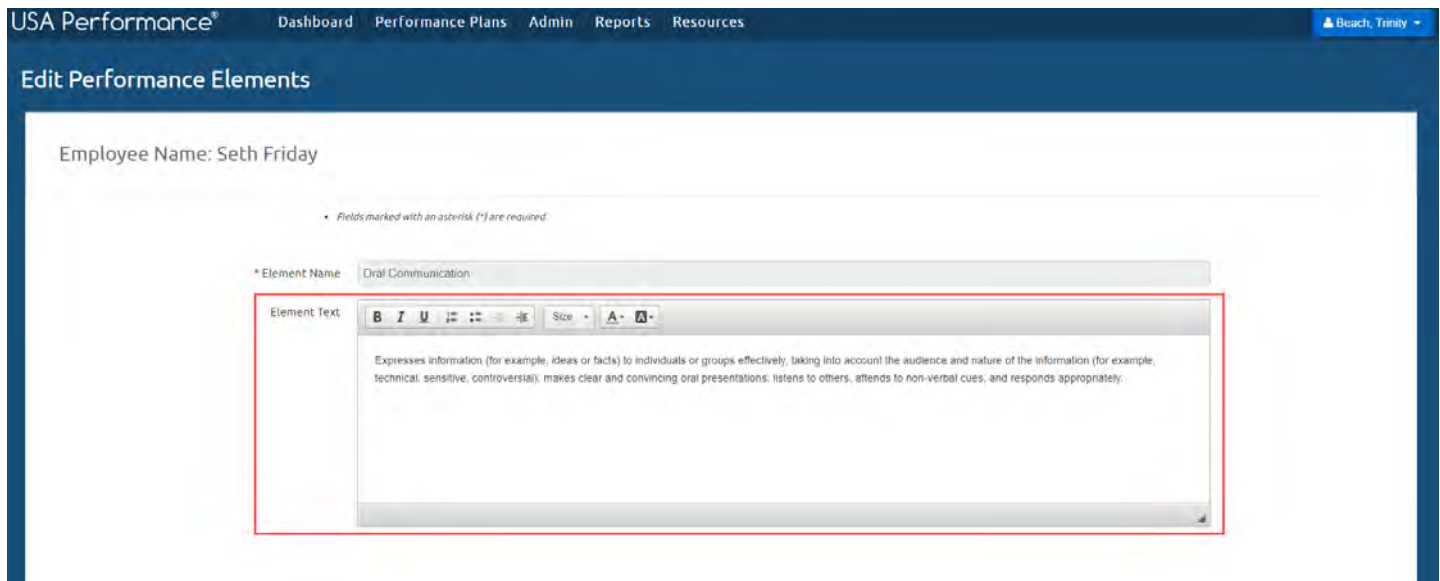 USA Performance® Dashboard Performance Plans Admin Reports Resources Beach, Trinity
Edit Performance Elements
Employee Name: Seth Friday
• Fields marked with an asterisk (*) are required.
* Element Name Oral Communication
Element Text B I U Size A A
Expresses information (for example, ideas or facts) to individuals or groups effectively, taking into account the audience and nature of the information (for example,
technical, sensitive, controversial); makes clear and convincing oral presentations; listens to others, attends to non-verbal cues, and responds appropriately.